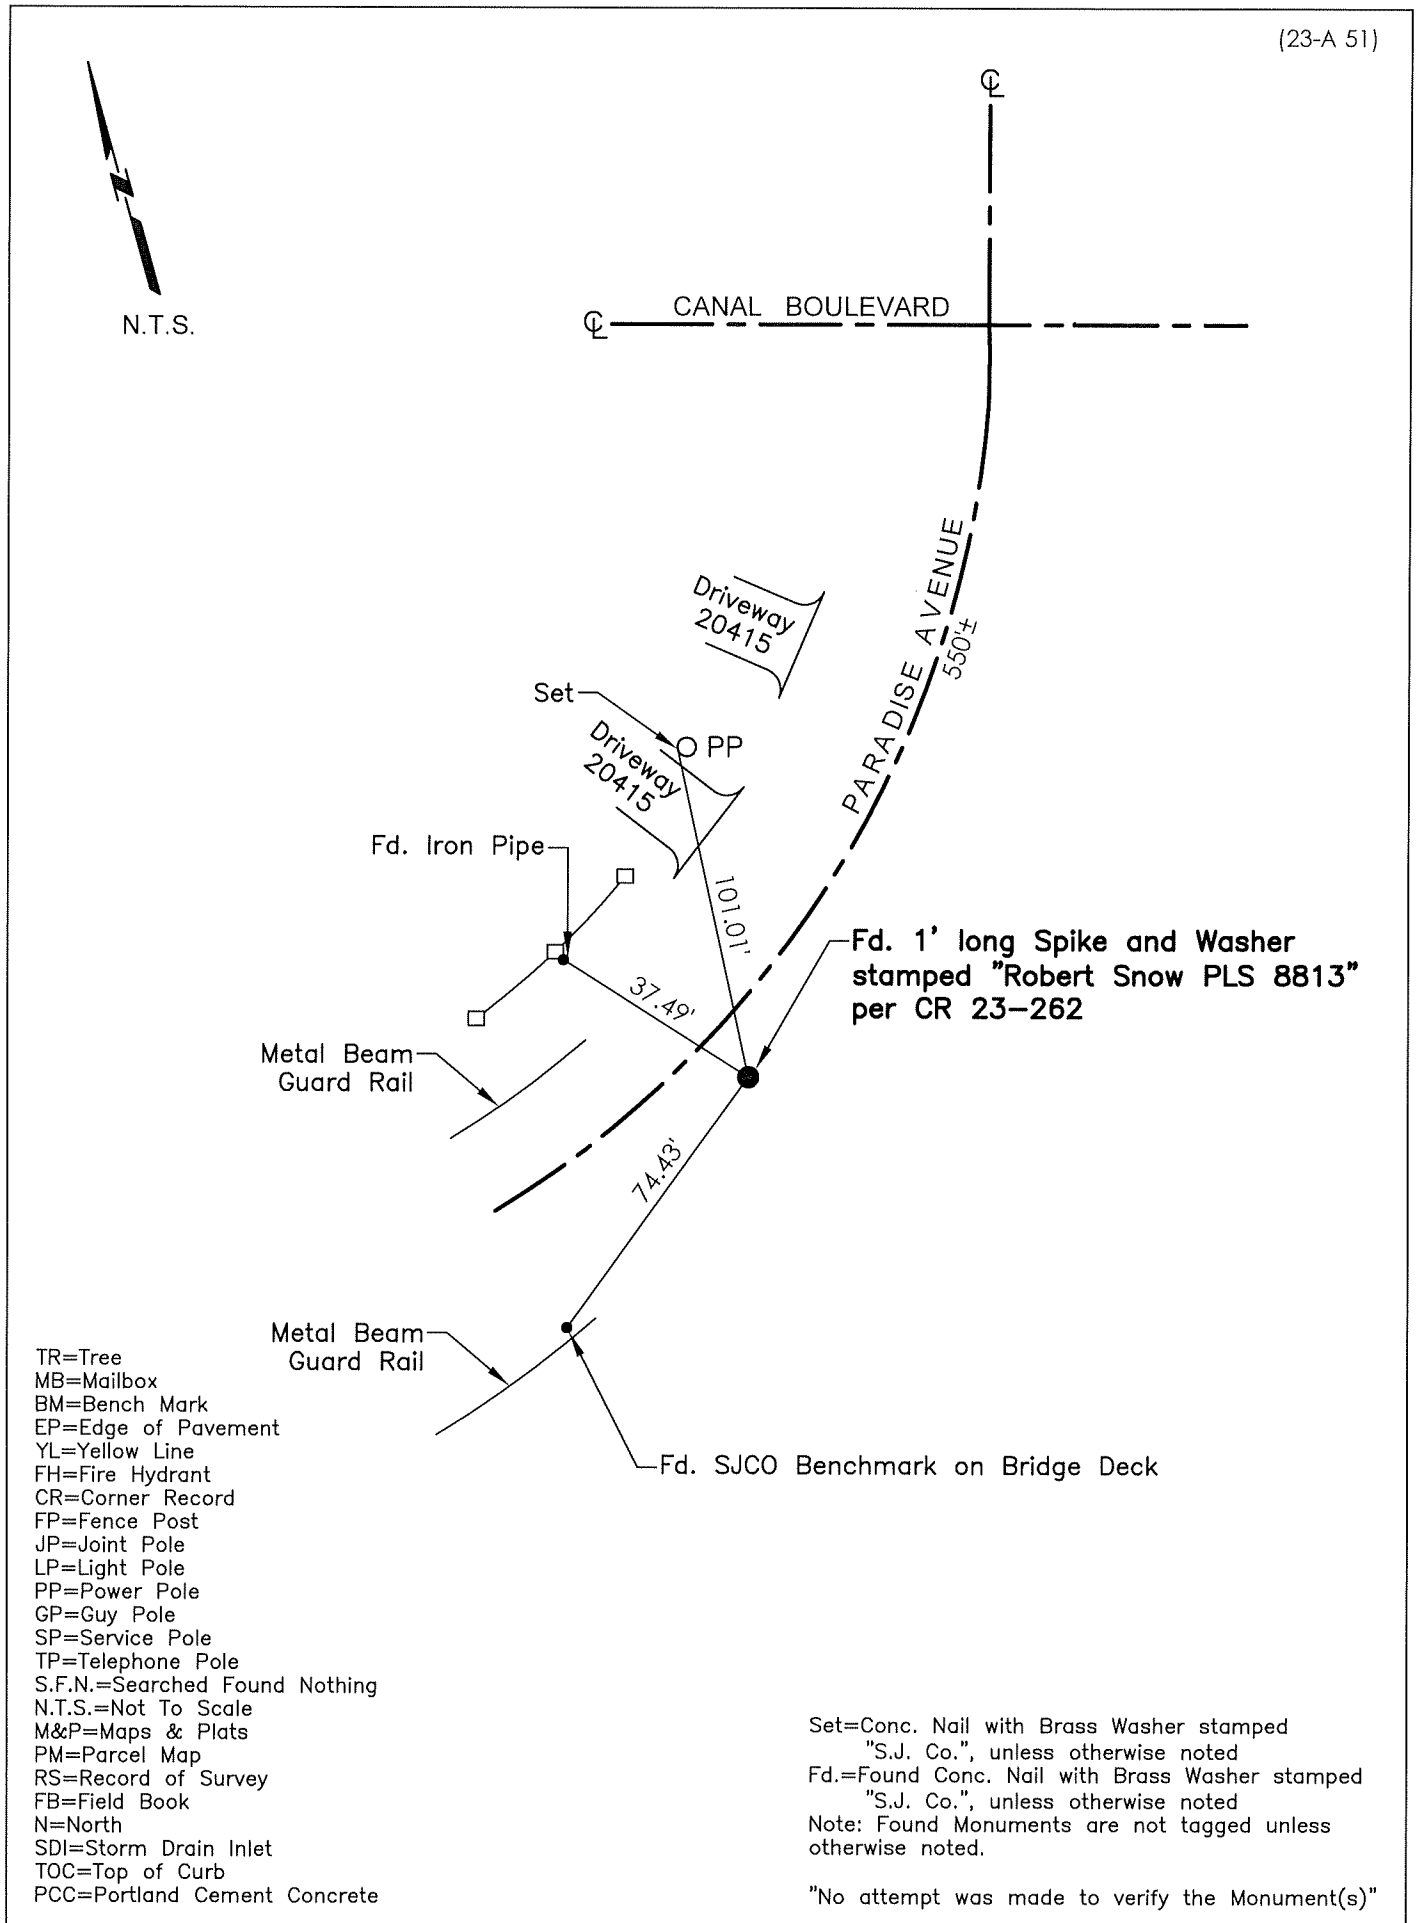 (23-A 51)
℄
N.T.S.
℄
CANAL BOULEVARD
PARADISE AVENUE
550'±
Driveway
20415
Set
PP
Driveway
20415
Fd. Iron Pipe
101.01'
37.49'
Fd. 1' long Spike and Washer
stamped "Robert Snow PLS 8813"
per CR 23-262
Metal Beam
Guard Rail
74.43'
Metal Beam
Guard Rail
Fd. SJCO Benchmark on Bridge Deck
TR=Tree
MB=Mailbox
BM=Bench Mark
EP=Edge of Pavement
YL=Yellow Line
FH=Fire Hydrant
CR=Corner Record
FP=Fence Post
JP=Joint Pole
LP=Light Pole
PP=Power Pole
GP=Guy Pole
SP=Service Pole
TP=Telephone Pole
S.F.N.=Searched Found Nothing
N.T.S.=Not To Scale
M&P=Maps & Plats
PM=Parcel Map
RS=Record of Survey
FB=Field Book
N=North
SDI=Storm Drain Inlet
TOC=Top of Curb
PCC=Portland Cement Concrete
Set=Conc. Nail with Brass Washer stamped
"S.J. Co.", unless otherwise noted
Fd.=Found Conc. Nail with Brass Washer stamped
"S.J. Co.", unless otherwise noted
Note: Found Monuments are not tagged unless
otherwise noted.
"No attempt was made to verify the Monument(s)"